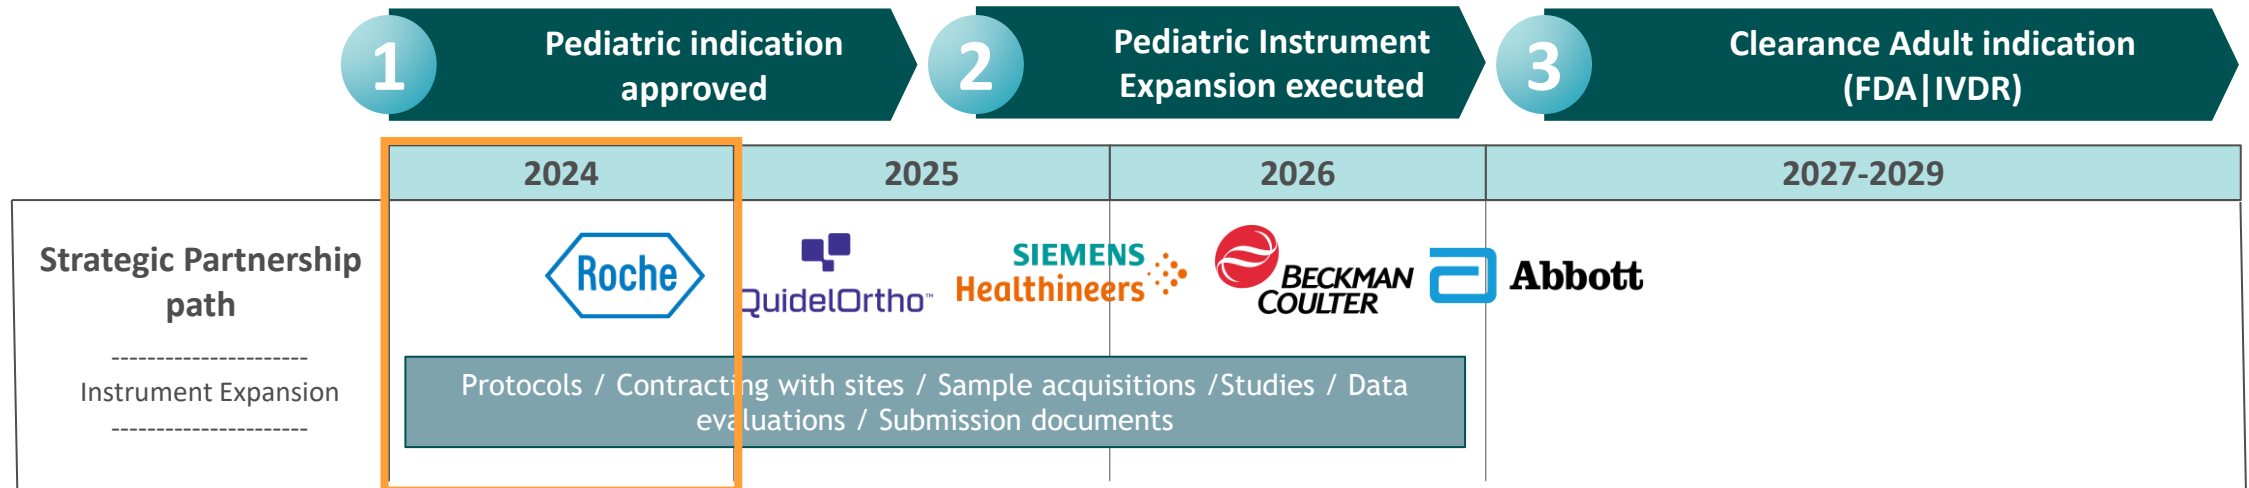 1
Pediatric indication
approved
2
Pediatric Instrument
Expansion executed
3
Clearance Adult indication
(FDA|IVDR)
2024
2025
2026
2027-2029
Strategic Partnership
path
----------------------
Instrument Expansion
----------------------
Roche
QuidelOrtho™
SIEMENS
Healthineers
BECKMAN
COULTER
Abbott
Protocols / Contracting with sites / Sample acquisitions /Studies / Data
evaluations / Submission documents